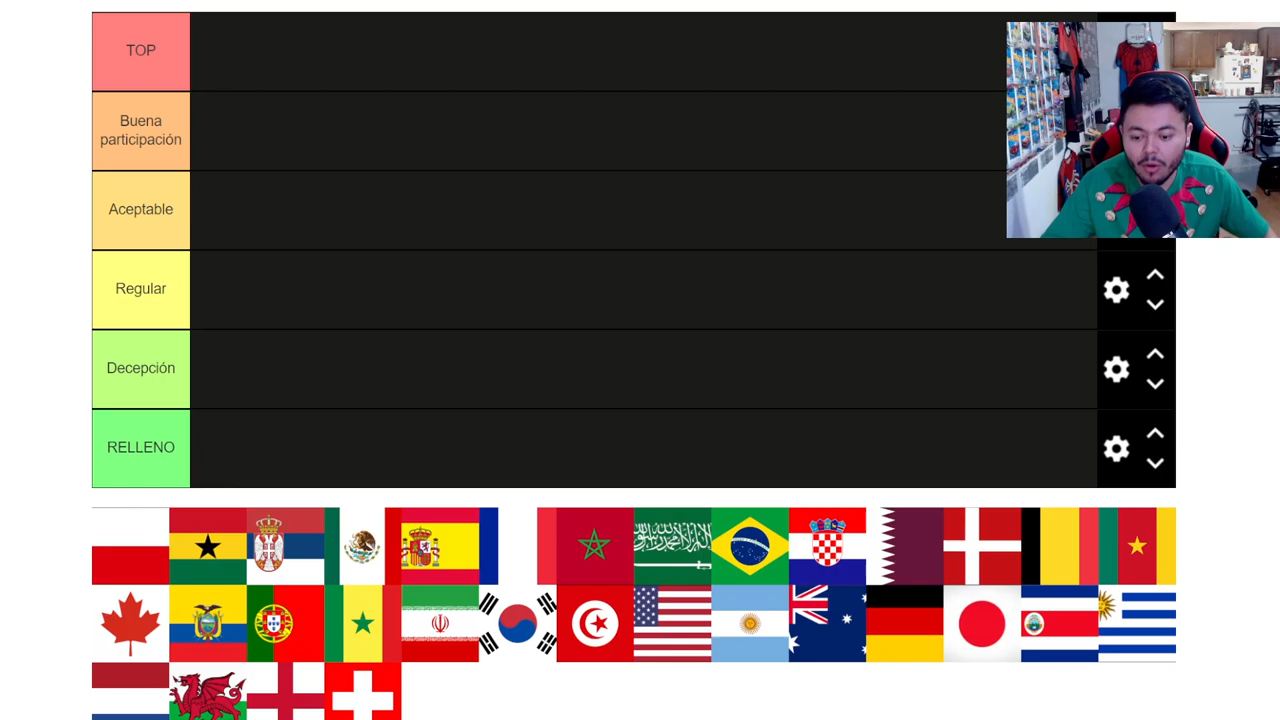 TOP
Buena
participación
Aceptable
Regular
Decepción
RELLENO